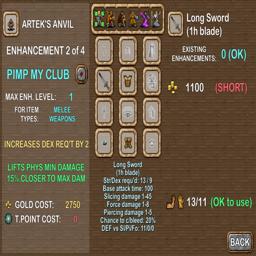 ARTEK'S ANVIL
ENHANCEMENT 2 of 4
PIMP MY CLUB
MAX ENH. LEVEL: 1
FOR ITEM TYPES: MELEE WEAPONS
INCREASES DEX REQ'T BY 2
LIFTS PHYS MIN DAMAGE
15% CLOSER TO MAX DAM
GOLD COST: 2750
T.POINT COST: 0
Long Sword
(1h blade)
Str/Dex requ'd: 13 / 9
Base attack time: 100
Slicing damage 1-45
Force damage 1-8
Piercing damage 1-5
Chance to c/bleed: 20%
DEF vs S/P/Fo: 11/0/0
Long Sword
(1h blade)
EXISTING
ENHANCEMENTS: 0 (OK)
1100 (SHORT)
13/11 (OK to use)
BACK